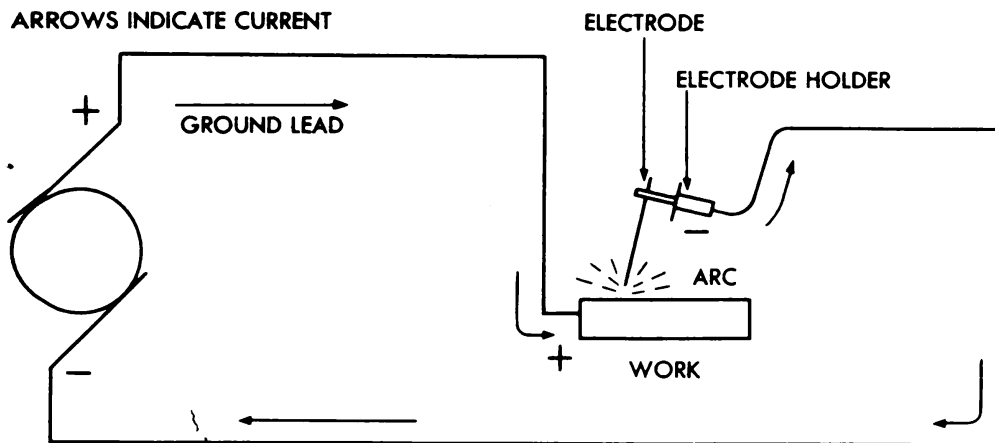 ARROWS INDICATE CURRENT
ELECTRODE
ELECTRODE HOLDER
+
GROUND LEAD
−
ARC
+
WORK
−